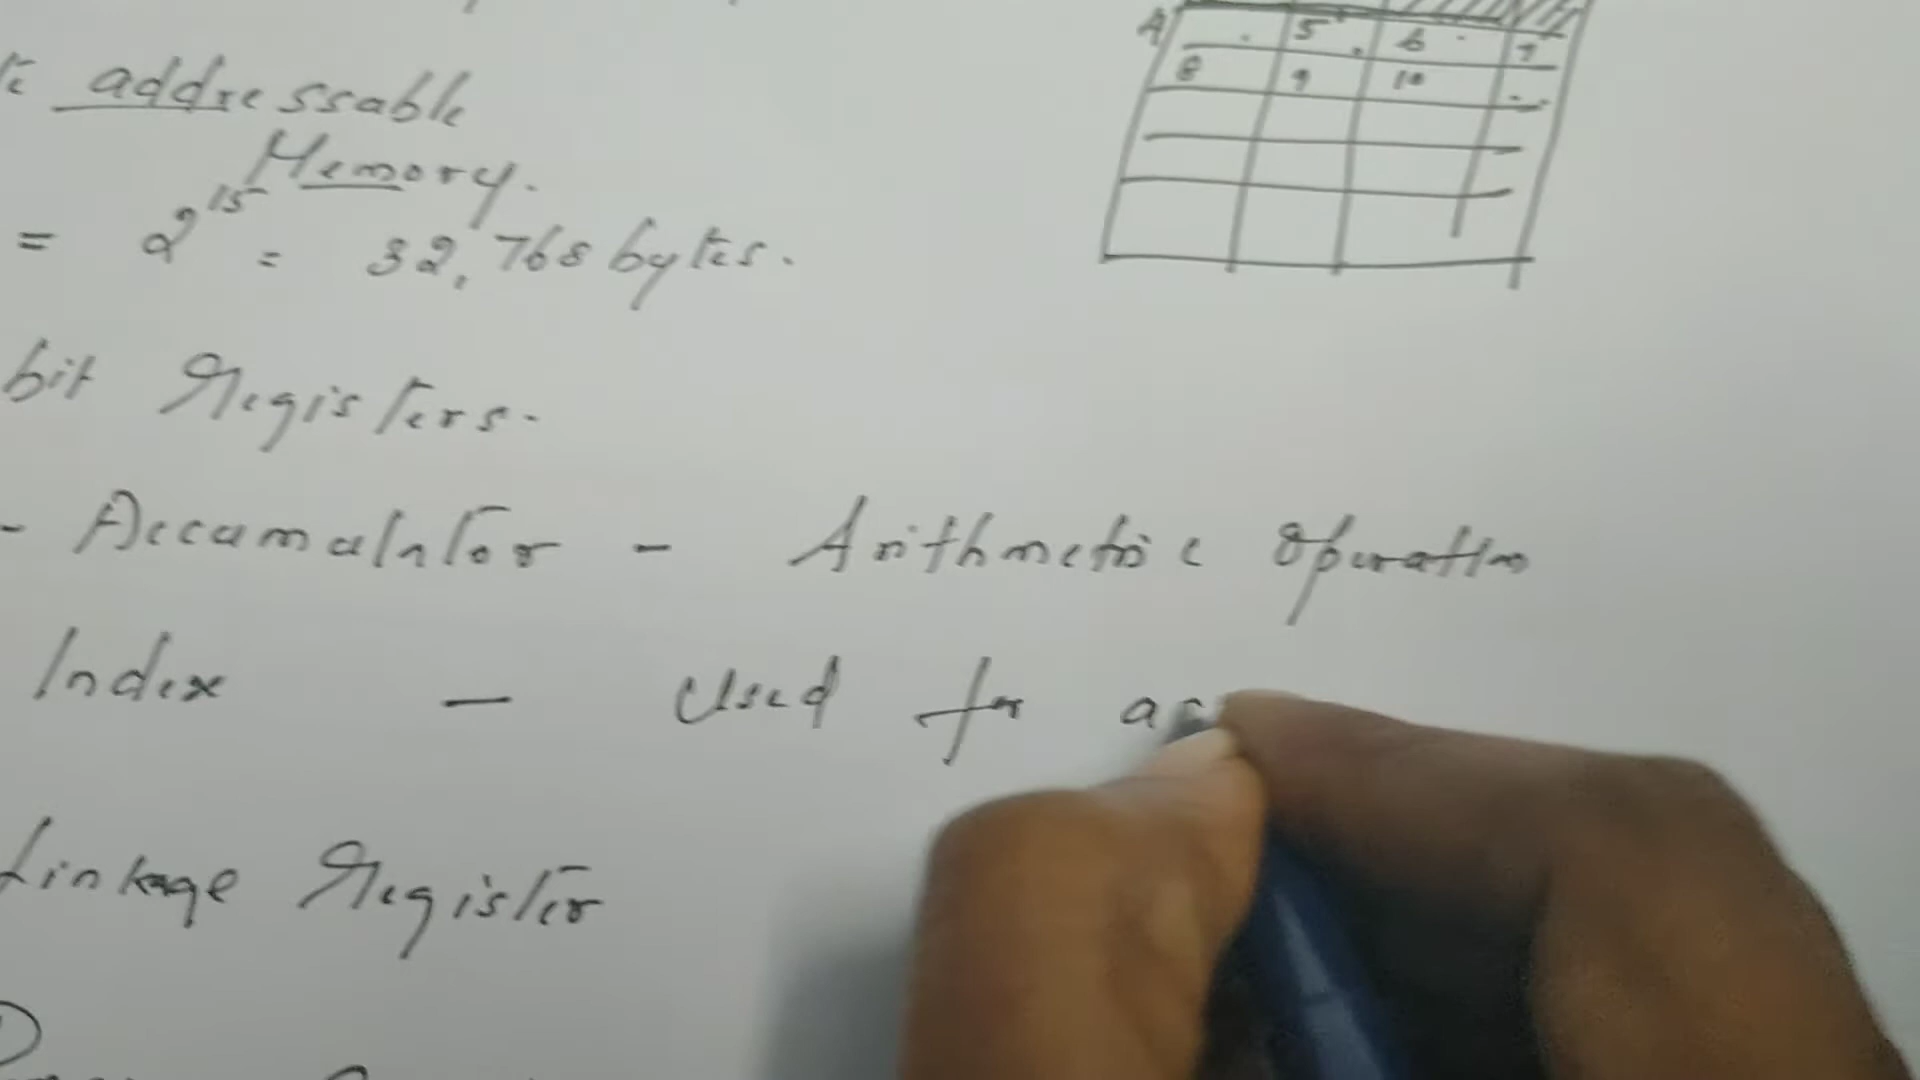 A 5 6 7
8 9 10
addressable
Memory.
= 2^15 = 32,768 bytes.
bit Registers.
- Accumulator - Arithmetic Operation
Index - Used for
Linkage Register